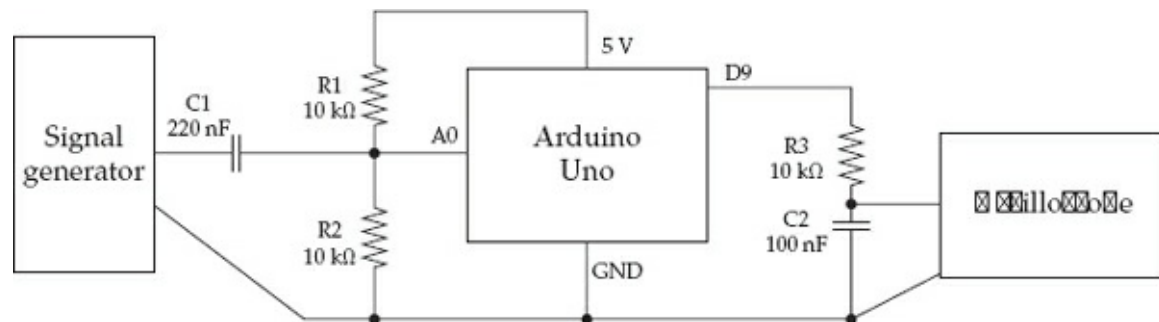 5 V
D9
R1
10 kΩ
C1
220 nF
Signal
generator
A0
Arduino
Uno
R3
10 kΩ
R2
10 kΩ
C2
100 nF
GND